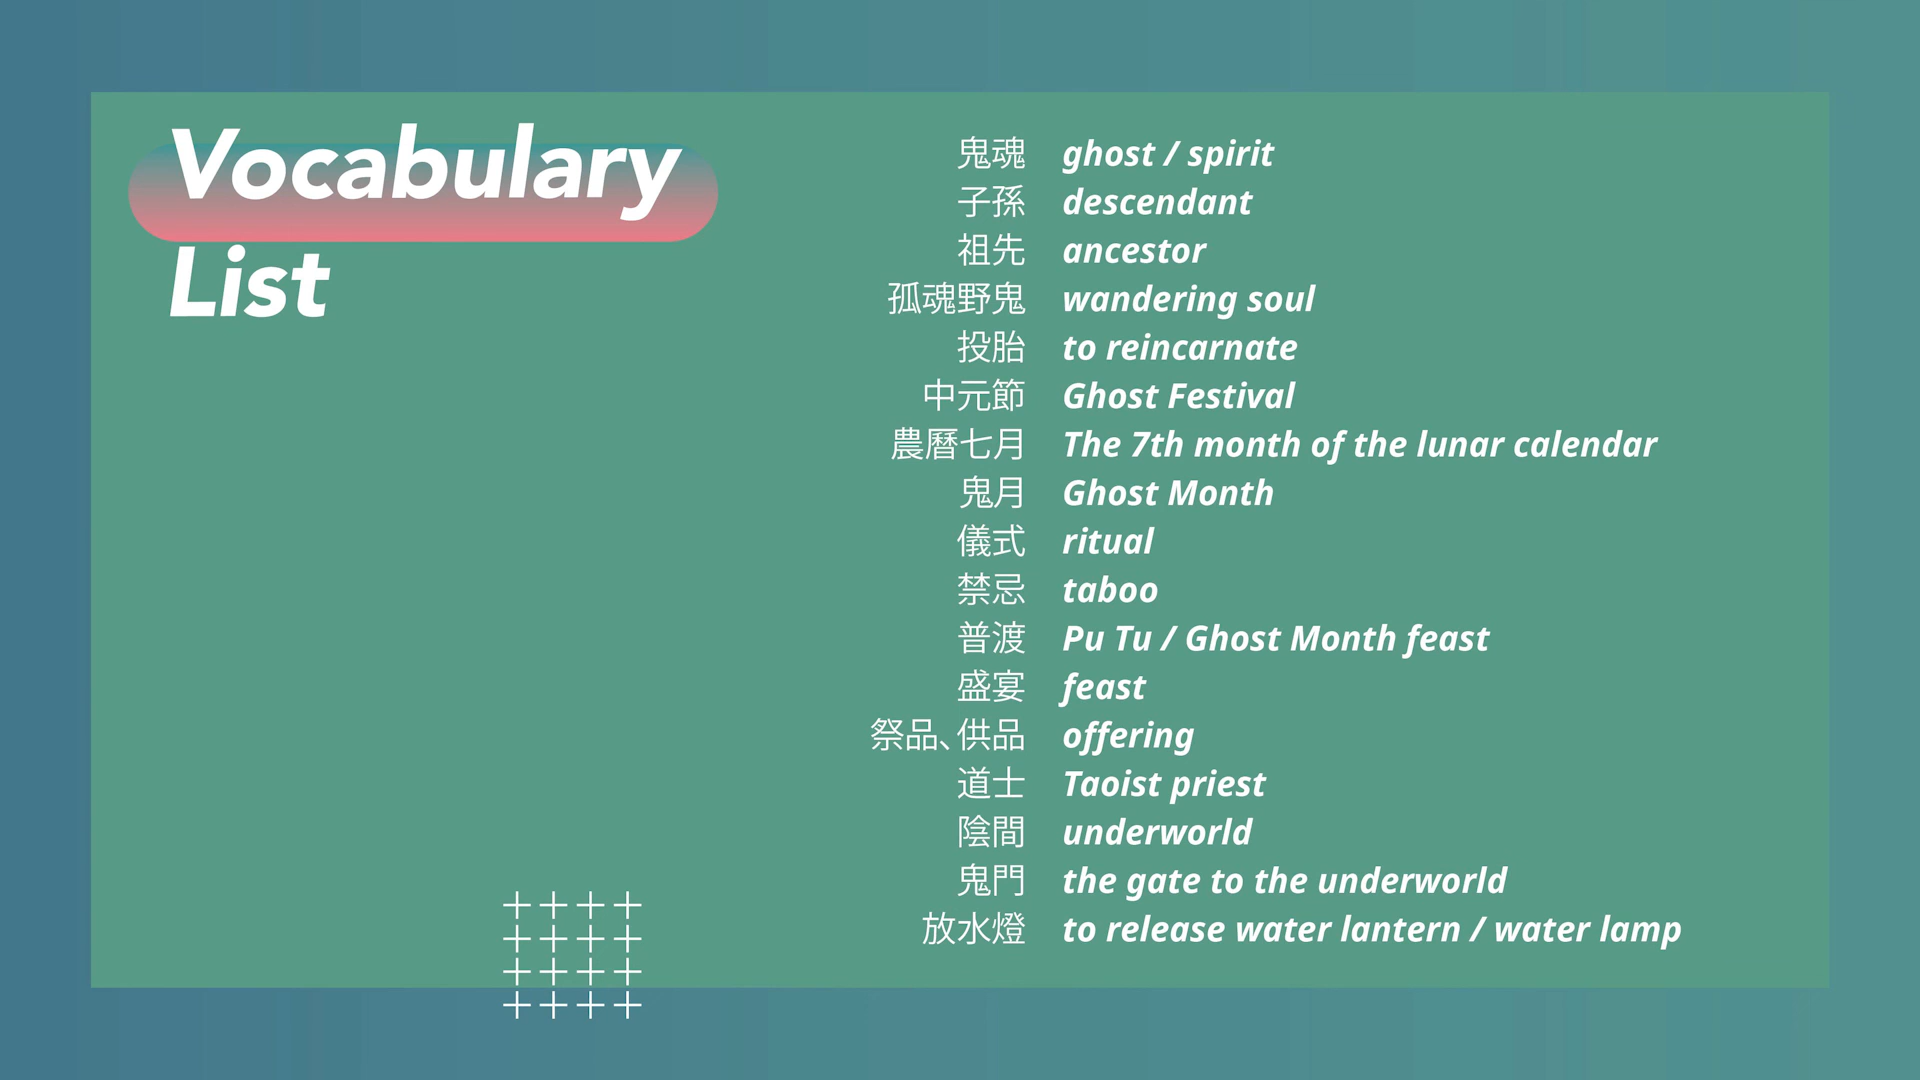 Vocabulary
List
鬼魂 ghost / spirit
子孫 descendant
祖先 ancestor
孤魂野鬼 wandering soul
投胎 to reincarnate
中元節 Ghost Festival
農曆七月 The 7th month of the lunar calendar
鬼月 Ghost Month
儀式 ritual
禁忌 taboo
普渡 Pu Tu / Ghost Month feast
盛宴 feast
祭品、供品 offering
道士 Taoist priest
陰間 underworld
鬼門 the gate to the underworld
放水燈 to release water lantern / water lamp